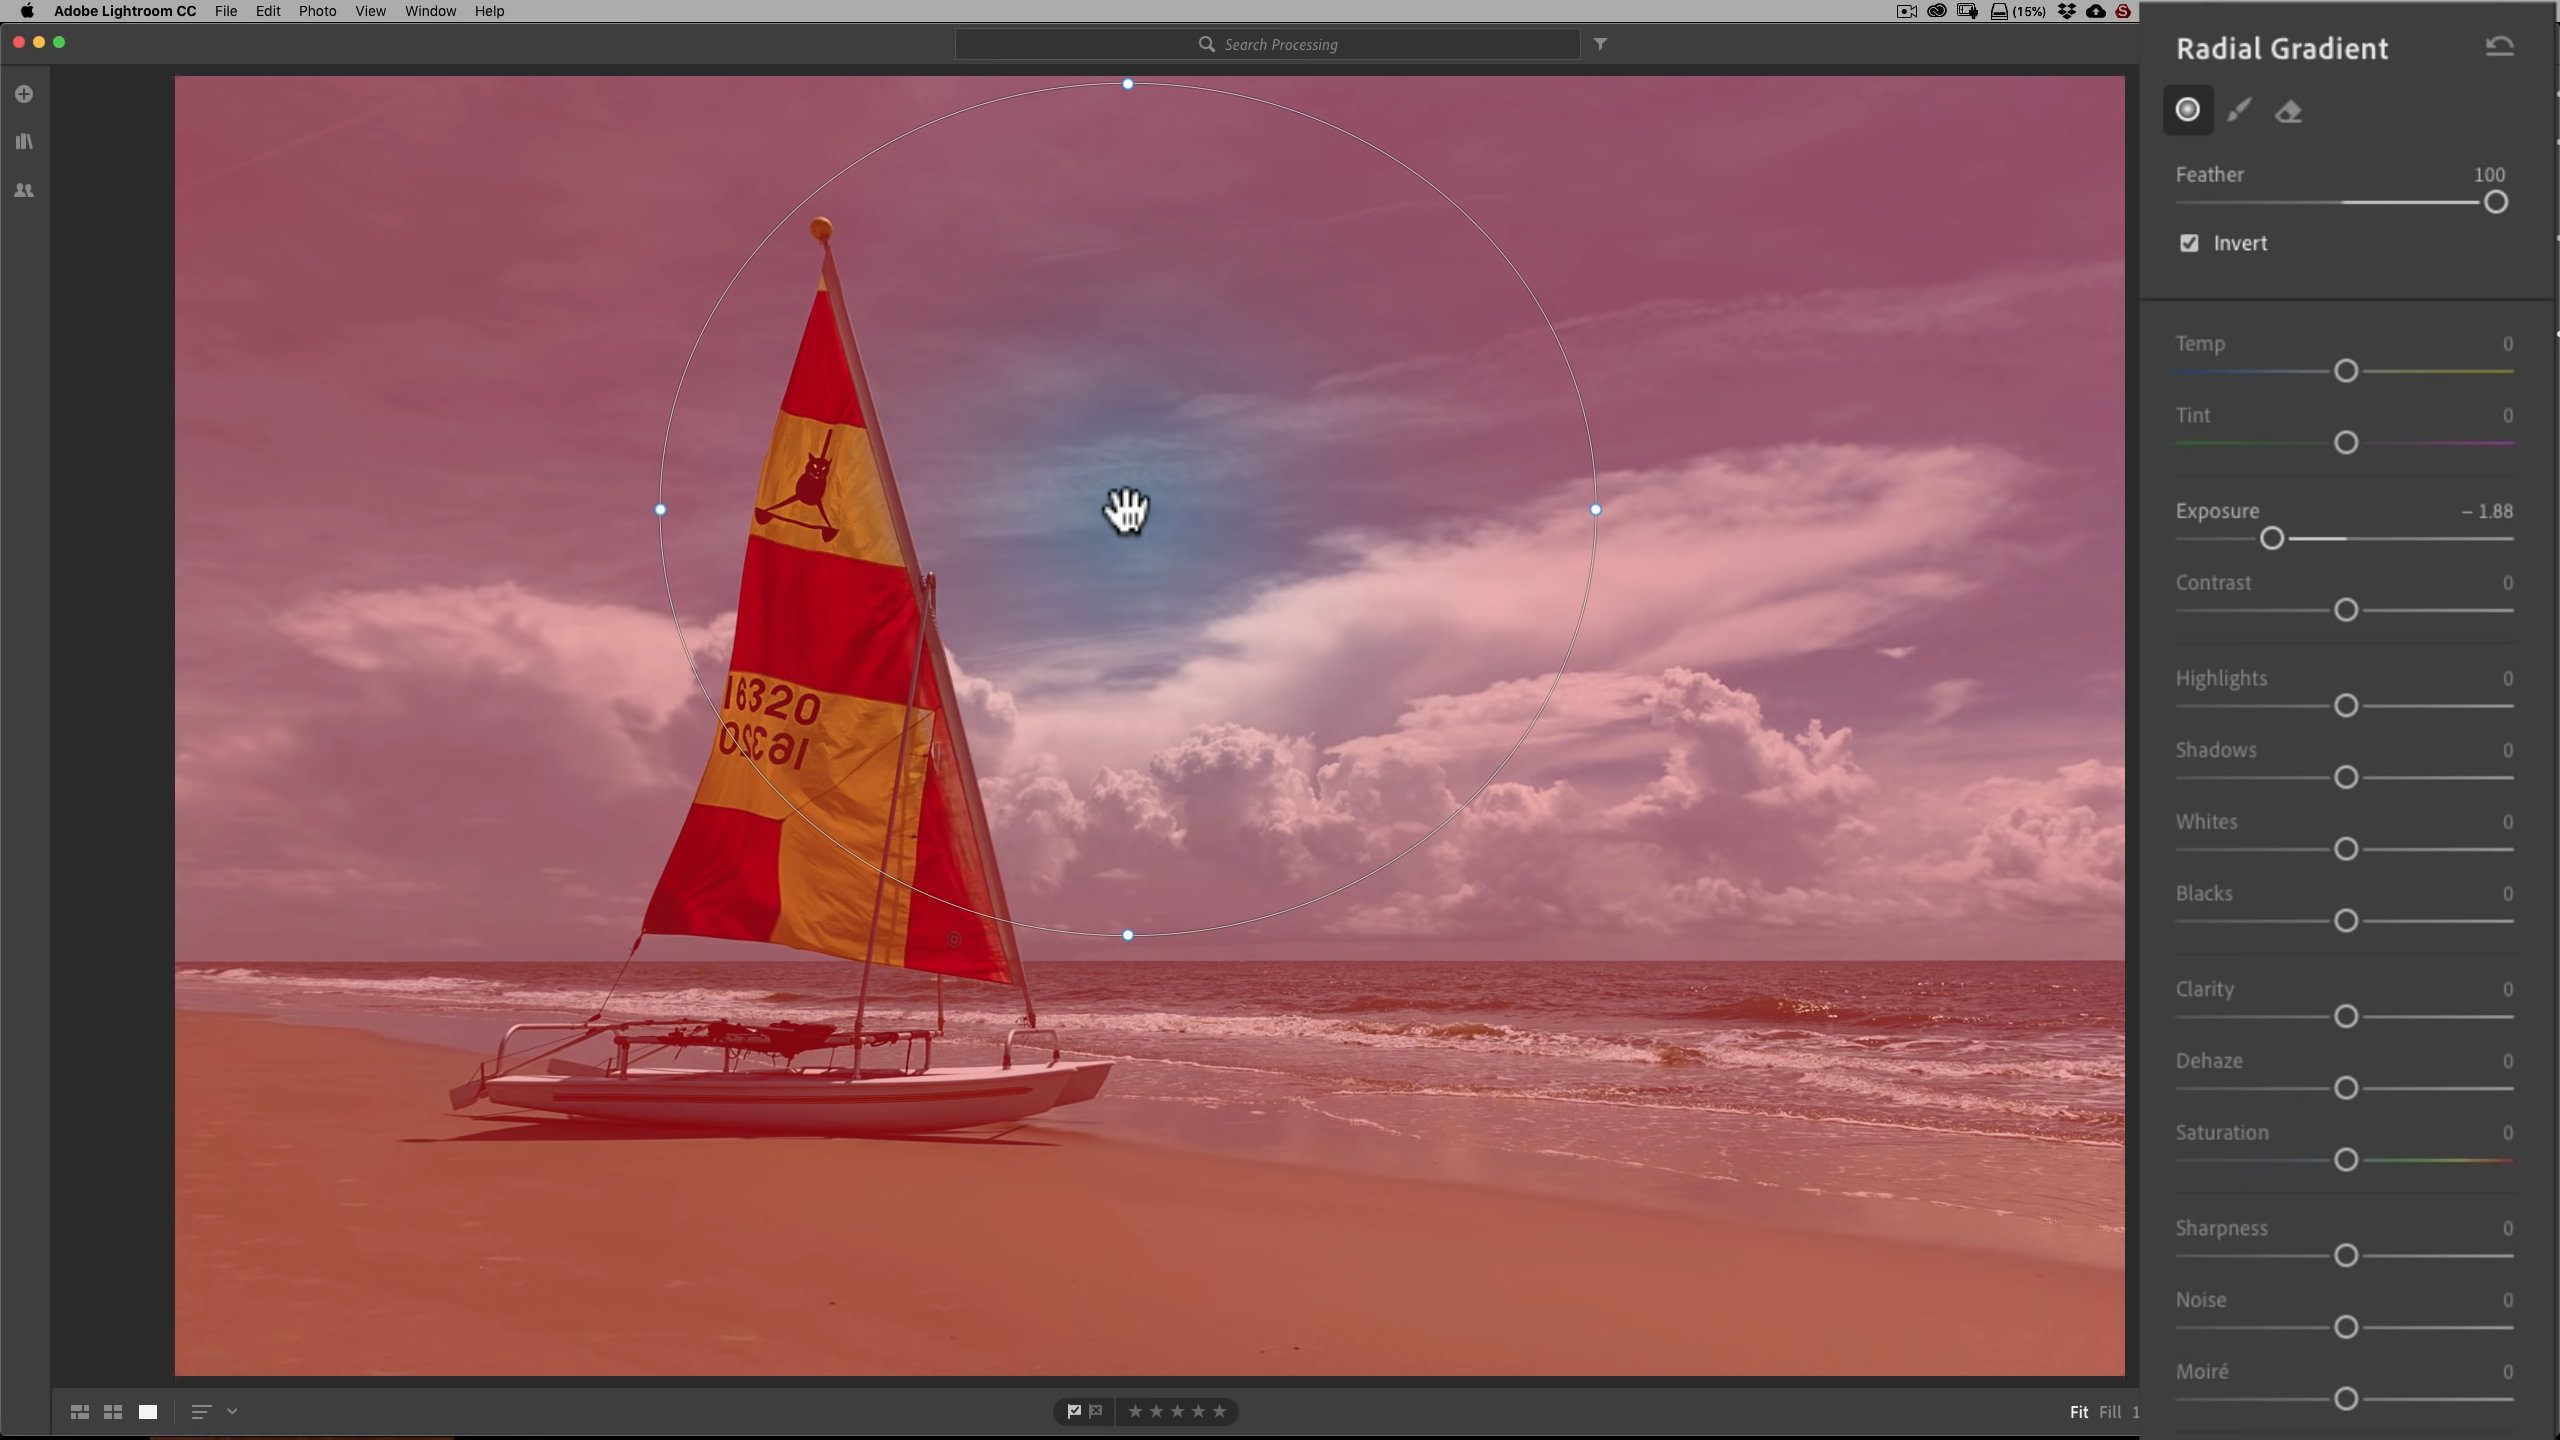 Adobe Lightroom CC File Edit Photo View Window Help
(15%)
Search Processing
Radial Gradient
Feather 100
Invert
Temp 0
Tint 0
Exposure – 1.88
Contrast 0
Highlights 0
Shadows 0
Whites 0
Blacks 0
Clarity 0
Dehaze 0
Saturation 0
Sharpness 0
Noise 0
Moiré 0
16320
16320
Fit Fill 1